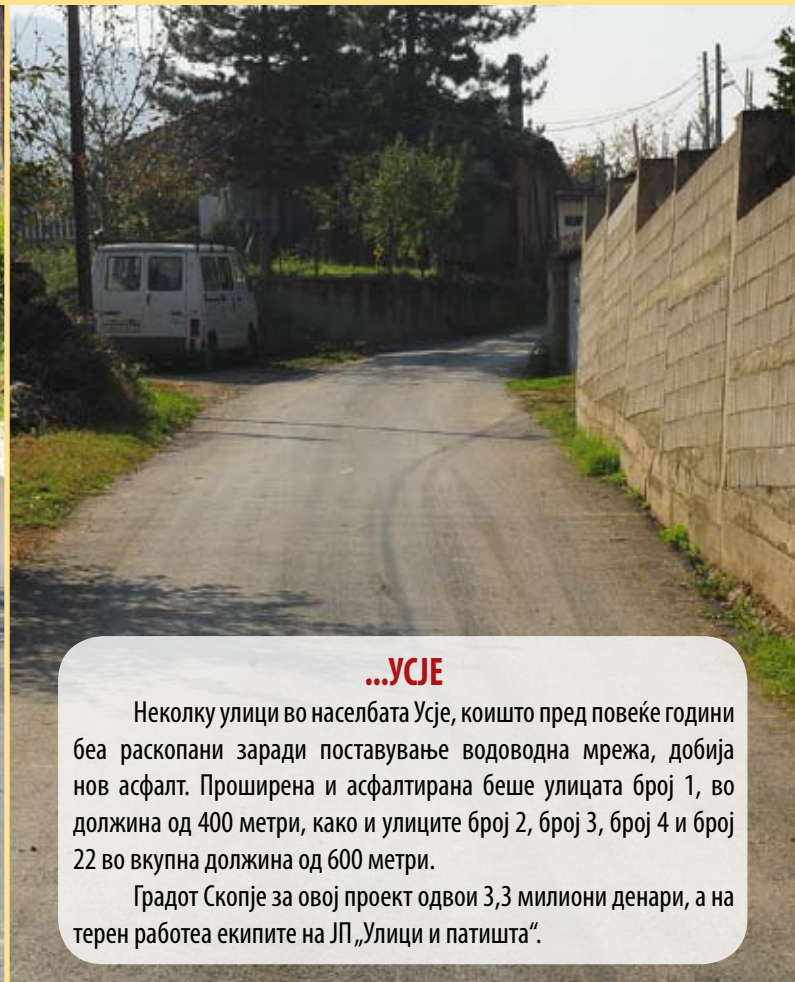 ...УСЈЕ
Неколку улици во населбата Усје, коишто пред повеќе години
беа раскопани заради поставување водоводна мрежа, добија
нов асфалт. Проширена и асфалтирана беше улицата број 1, во
должина од 400 метри, како и улиците број 2, број 3, број 4 и број
22 во вкупна должина од 600 метри.
Градот Скопје за овој проект одвои 3,3 милиони денари, а на
терен работеа екипите на ЈП „Улици и патишта“.